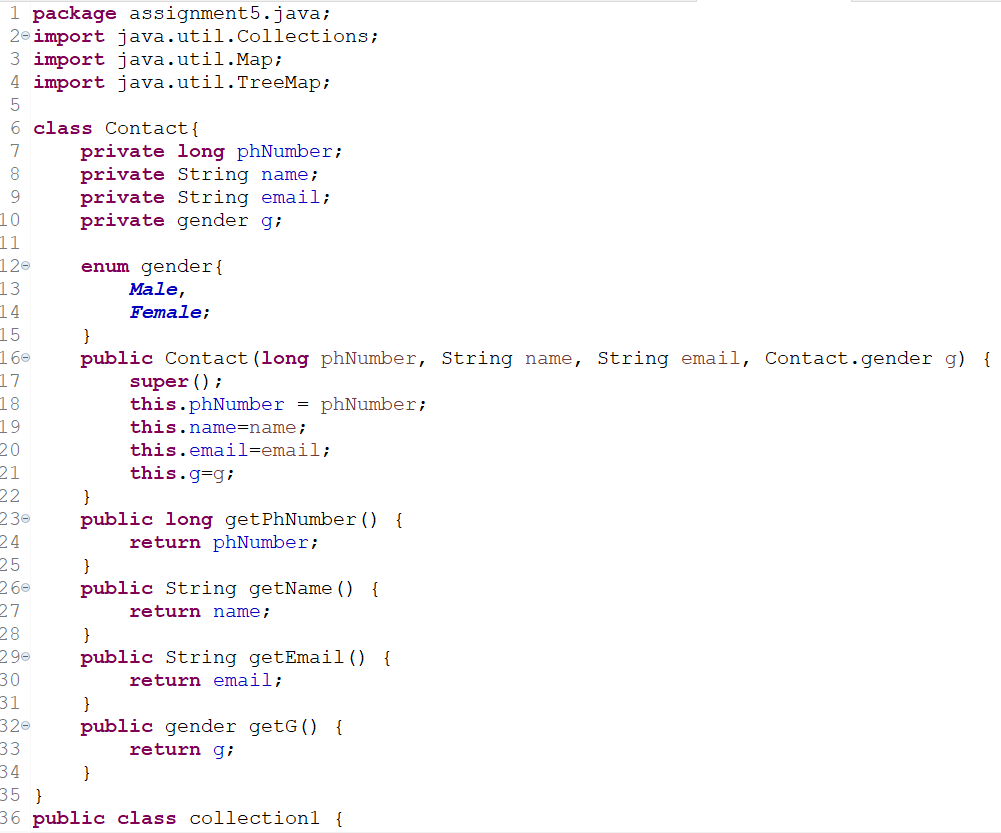 1 package assignment5.java;
2 import java.util.Collections;
3 import java.util.Map;
4 import java.util.TreeMap;
5
6 class Contact{
7     private long phNumber;
8     private String name;
9     private String email;
10     private gender g;
11
12     enum gender{
13         Male,
14         Female;
15     }
16     public Contact(long phNumber, String name, String email, Contact.gender g) {
17         super();
18         this.phNumber = phNumber;
19         this.name=name;
20         this.email=email;
21         this.g=g;
22     }
23     public long getPhNumber() {
24         return phNumber;
25     }
26     public String getName() {
27         return name;
28     }
29     public String getEmail() {
30         return email;
31     }
32     public gender getG() {
33         return g;
34     }
35 }
36 public class collection1 {